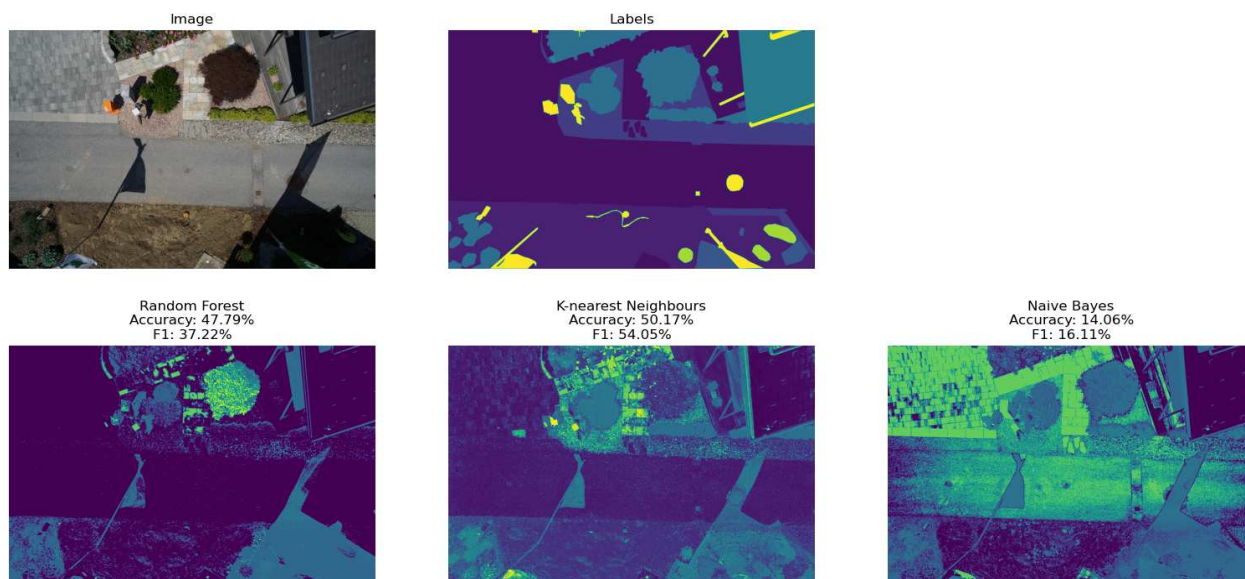 Image
Labels
Random Forest
Accuracy: 47.79%
F1: 37.22%
K-nearest Neighbours
Accuracy: 50.17%
F1: 54.05%
Naive Bayes
Accuracy: 14.06%
F1: 16.11%